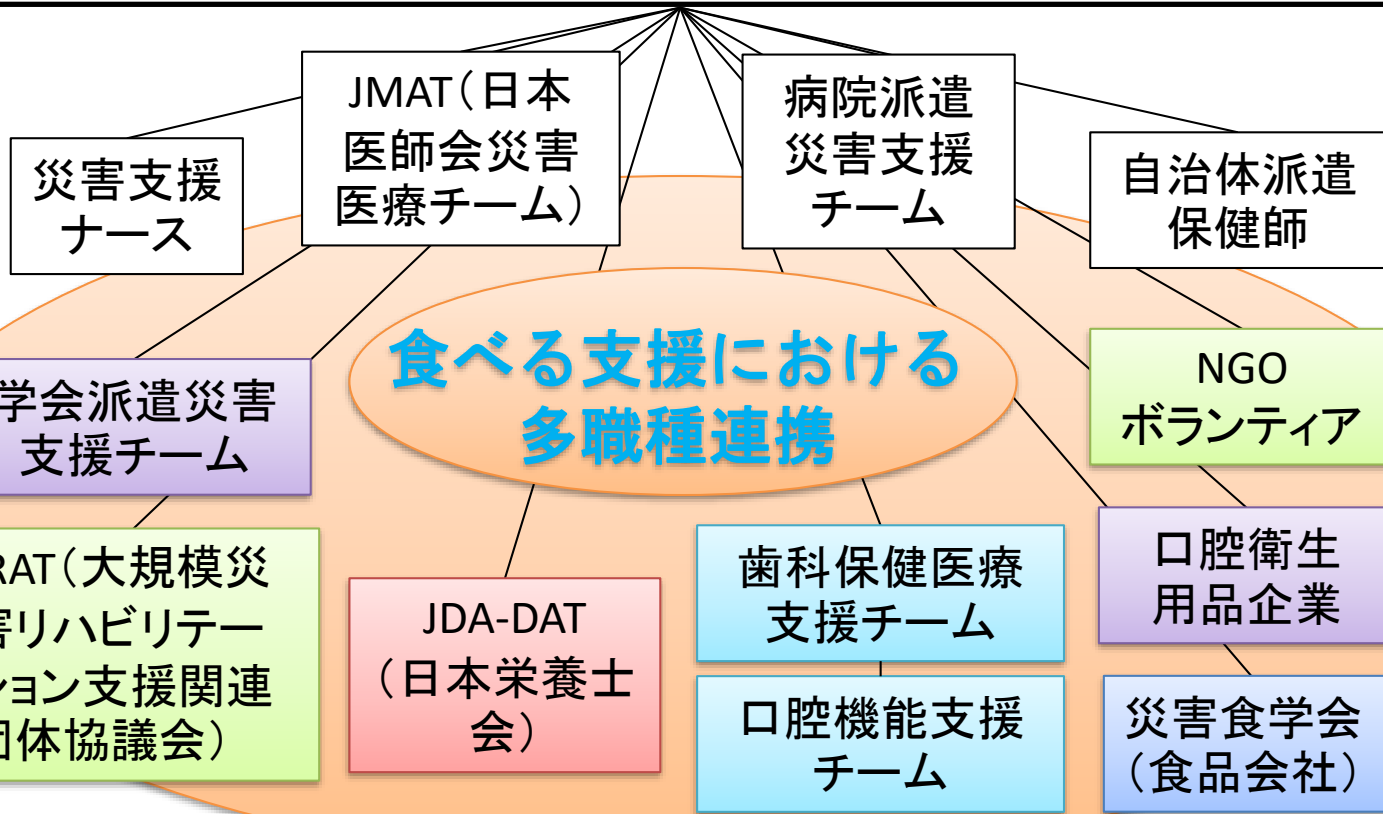 JMAT（日本
医師会災害
医療チーム）
病院派遣
災害支援
チーム
災害支援
ナース
自治体派遣
保健師
食べる支援における
多職種連携
学会派遣災害
支援チーム
NGO
ボランティア
RAT（大規模災
害リハビリテー
ション支援関連
団体協議会）
JDA-DAT
（日本栄養士
会）
歯科保健医療
支援チーム
口腔衛生
用品企業
口腔機能支援
チーム
災害食学会
（食品会社）